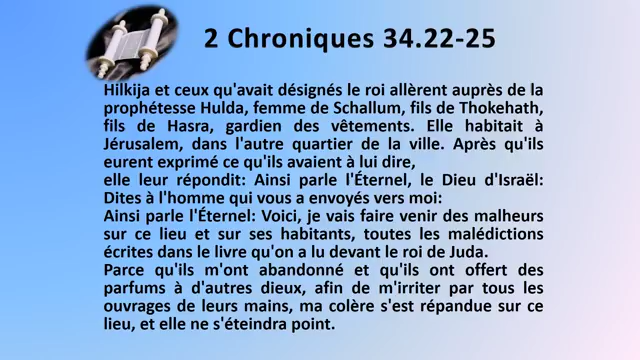 2 Chroniques 34.22-25
Hilkija et ceux qu'avait désignés le roi allèrent auprès de la
prophétesse Hulda, femme de Schallum, fils de Thokehath,
fils de Hasra, gardien des vêtements. Elle habitait à
Jérusalem, dans l'autre quartier de la ville. Après qu'ils
eurent exprimé ce qu'ils avaient à lui dire,
elle leur répondit: Ainsi parle l'Éternel, le Dieu d'Israël:
Dites à l'homme qui vous a envoyés vers moi:
Ainsi parle l'Éternel: Voici, je vais faire venir des malheurs
sur ce lieu et sur ses habitants, toutes les malédictions
écrites dans le livre qu'on a lu devant le roi de Juda.
Parce qu'ils m'ont abandonné et qu'ils ont offert des
parfums à d'autres dieux, afin de m'irriter par tous les
ouvrages de leurs mains, ma colère s'est répandue sur ce
lieu, et elle ne s'éteindra point.